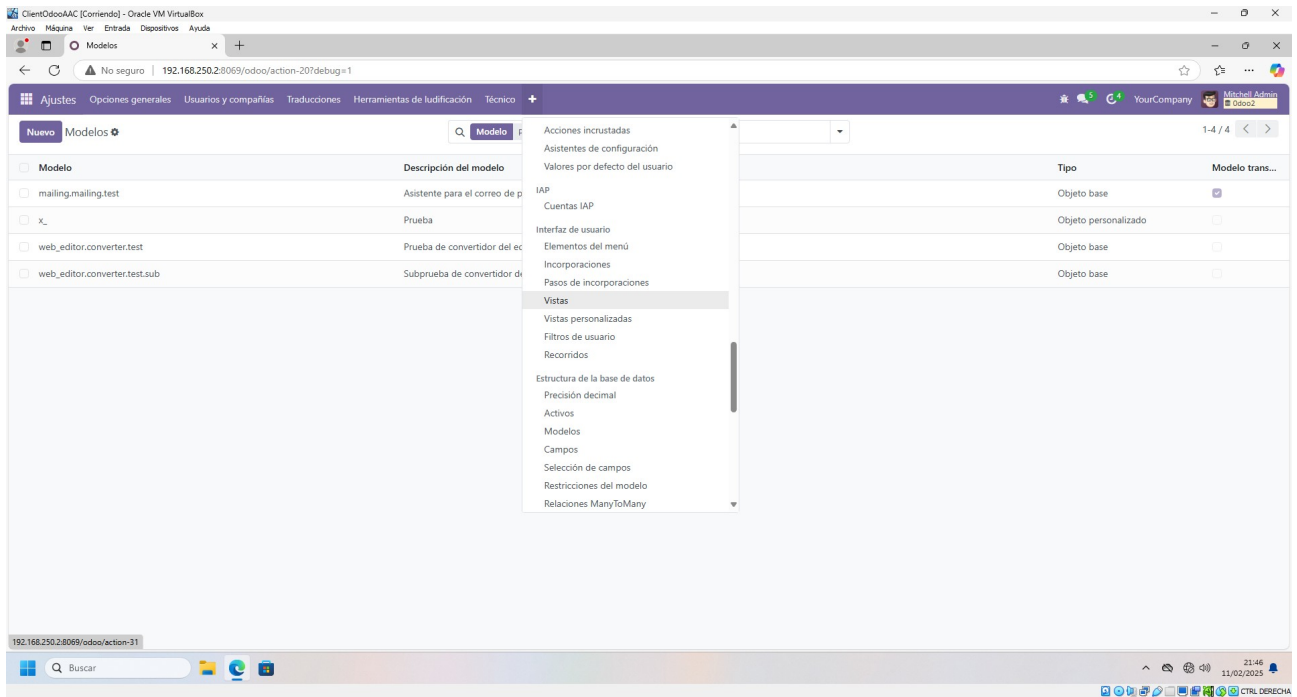 ClientOdooAAC [Corriendo] - Oracle VM VirtualBox
Archivo Máquina Ver Entrada Dispositivos Ayuda
Modelos
No seguro 192.168.250.2:8069/odoo/action-20?debug=1
Ajustes Opciones generales Usuarios y compañías Traducciones Herramientas de ludificación Técnico + 5 4 YourCompany Mitchell Admin
Odoo2
Nuevo Modelos Modelo 1-4 / 4
Acciones incrustadas
Asistentes de configuración
Valores por defecto del usuario
IAP
Cuentas IAP
Interfaz de usuario
Elementos del menú
Incorporaciones
Pasos de incorporaciones
Vistas
Vistas personalizadas
Filtros de usuario
Recorridos
Estructura de la base de datos
Precisión decimal
Activos
Modelos
Campos
Selección de campos
Restricciones del modelo
Relaciones ManyToMany
Modelo Descripción del modelo Tipo Modelo trans...
mailing.mailing.test Asistente para el correo de p Objeto base
x_ Prueba Objeto personalizado
web_editor.converter.test Prueba de convertidor del Objeto base
web_editor.converter.test.sub Subprueba de convertidor Objeto base
192.168.250.2:8069/odoo/action-31
Buscar
21:46
11/02/2025
CTRL DERECHA